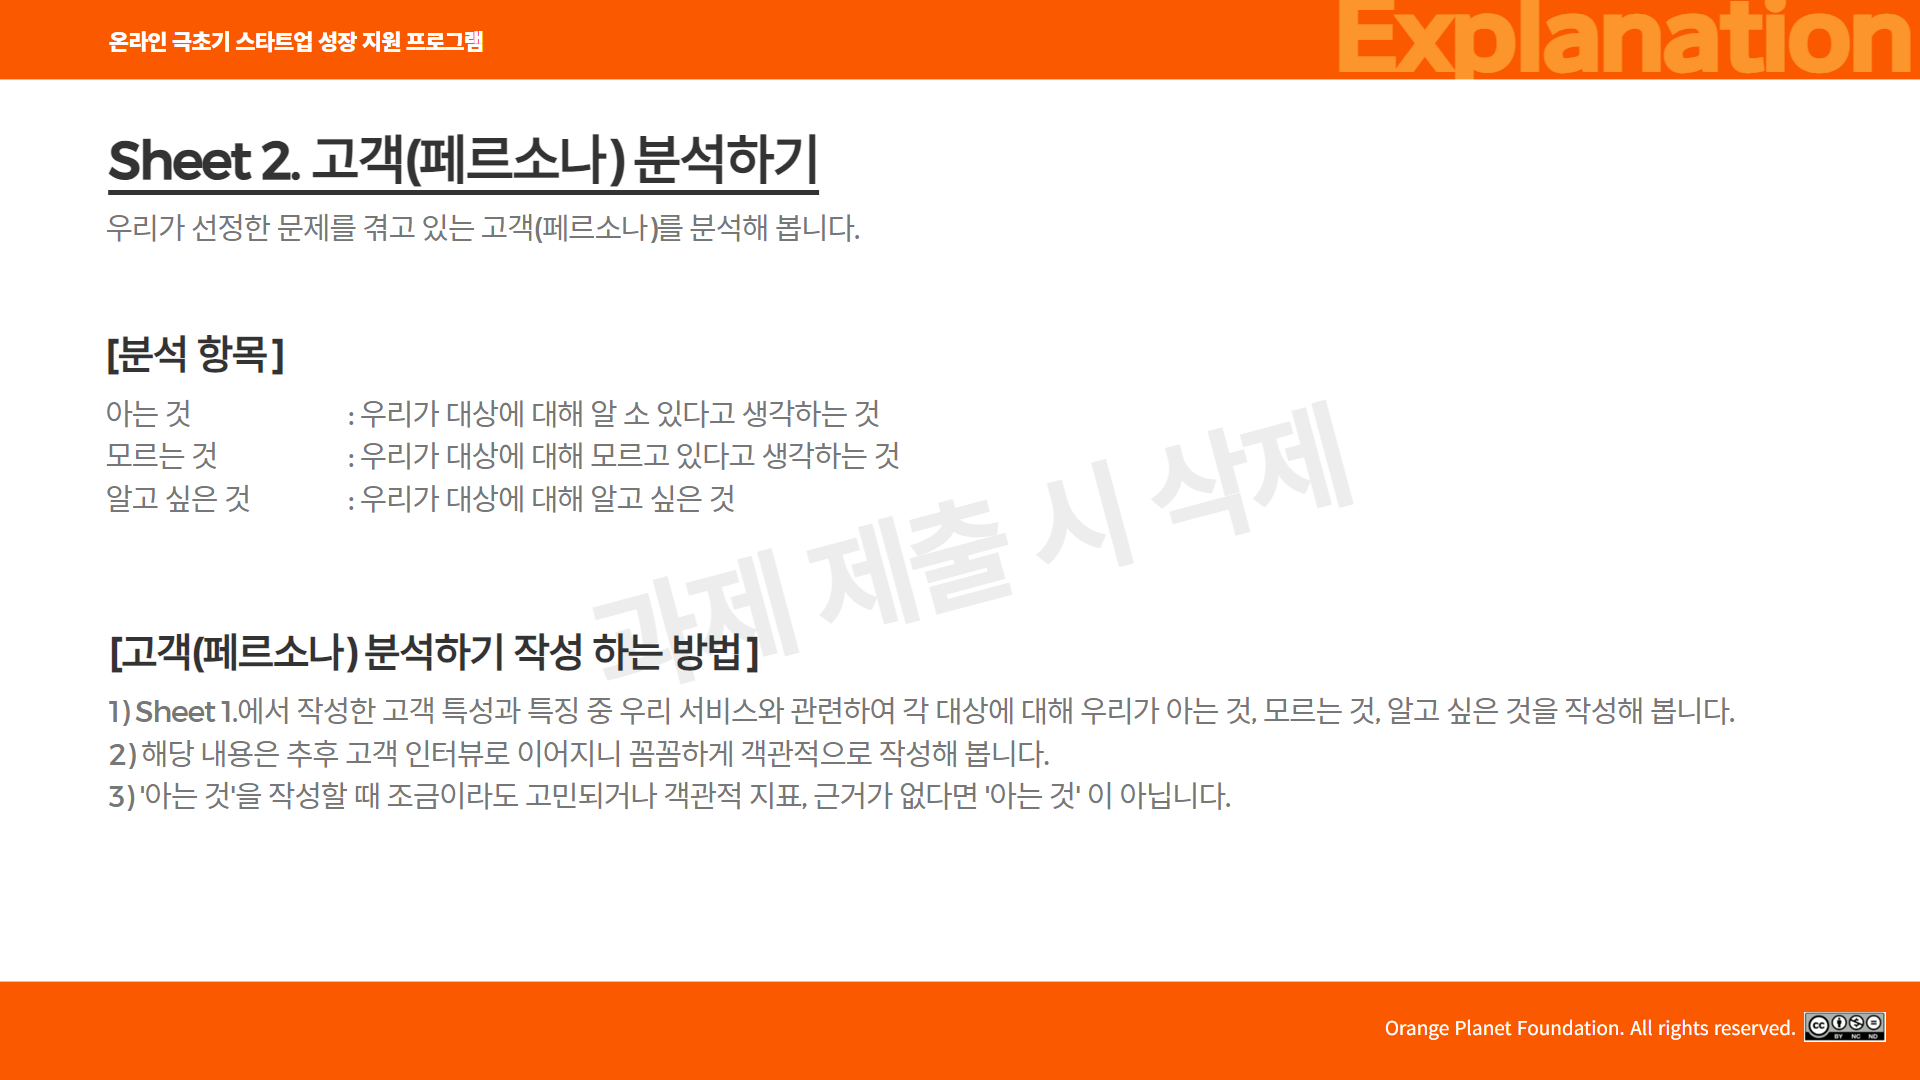 온라인 극초기 스타트업 성장 지원 프로그램
Explanation
Sheet 2. 고객(페르소나) 분석하기
우리가 선정한 문제를 겪고 있는 고객(페르소나)를 분석해 봅니다.
[분석 항목]
아는 것 : 우리가 대상에 대해 알 소 있다고 생각하는 것
모르는 것 : 우리가 대상에 대해 모르고 있다고 생각하는 것
알고 싶은 것 : 우리가 대상에 대해 알고 싶은 것
과제 제출 시 삭제
[고객(페르소나) 분석하기 작성 하는 방법]
1) Sheet 1.에서 작성한 고객 특성과 특징 중 우리 서비스와 관련하여 각 대상에 대해 우리가 아는 것, 모르는 것, 알고 싶은 것을 작성해 봅니다.
2) 해당 내용은 추후 고객 인터뷰로 이어지니 꼼꼼하게 객관적으로 작성해 봅니다.
3) '아는 것'을 작성할 때 조금이라도 고민되거나 객관적 지표, 근거가 없다면 '아는 것' 이 아닙니다.
Orange Planet Foundation. All rights reserved.
cc BY NC ND